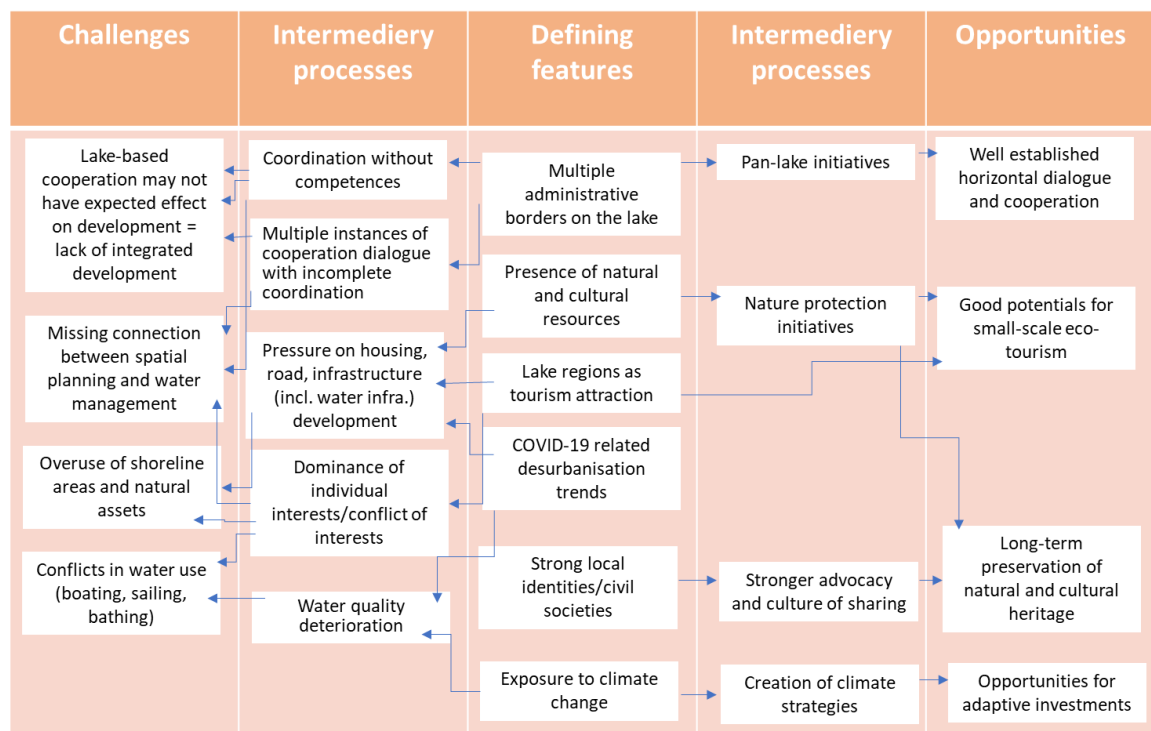 Challenges
Intermediery
processes
Defining
features
Intermediery
processes
Opportunities
Lake-based
cooperation may not
have expected effect
on development =
lack of integrated
development
Missing connection
between spatial
planning and water
management
Overuse of shoreline
areas and natural
assets
Conflicts in water use
(boating, sailing,
bathing)
Coordination without
competences
Multiple instances of
cooperation dialogue
with incomplete
coordination
Pressure on housing,
road, infrastructure
(incl. water infra.)
development
Dominance of
individual
interests/conflict of
interests
Water quality
deterioration
Multiple
administrative
borders on the lake
Presence of natural
and cultural
resources
Lake regions as
tourism attraction
COVID-19 related
desurbanisation
trends
Strong local
identities/civil
societies
Exposure to climate
change
Pan-lake initiatives
Nature protection
initiatives
Stronger advocacy
and culture of sharing
Creation of climate
strategies
Well established
horizontal dialogue
and cooperation
Good potentials for
small-scale eco-
tourism
Long-term
preservation of
natural and cultural
heritage
Opportunities for
adaptive investments